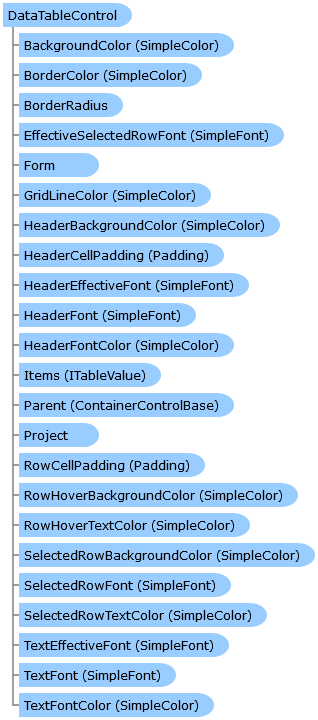 DataTableControl
BackgroundColor (SimpleColor)
BorderColor (SimpleColor)
BorderRadius
EffectiveSelectedRowFont (SimpleFont)
Form
GridLineColor (SimpleColor)
HeaderBackgroundColor (SimpleColor)
HeaderCellPadding (Padding)
HeaderEffectiveFont (SimpleFont)
HeaderFont (SimpleFont)
HeaderFontColor (SimpleColor)
Items (ITableValue)
Parent (ContainerControlBase)
Project
RowCellPadding (Padding)
RowHoverBackgroundColor (SimpleColor)
RowHoverTextColor (SimpleColor)
SelectedRowBackgroundColor (SimpleColor)
SelectedRowFont (SimpleFont)
SelectedRowTextColor (SimpleColor)
TextEffectiveFont (SimpleFont)
TextFont (SimpleFont)
TextFontColor (SimpleColor)